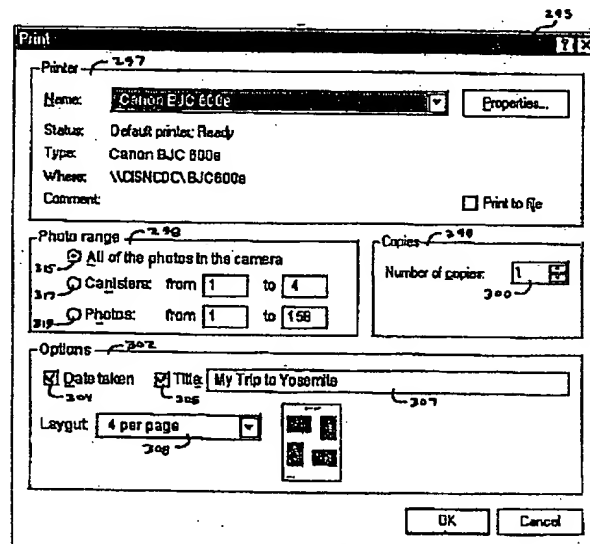 295
Print ? X
Printer 297
Name: Canon BJC 600e Properties...
Status: Default printer; Ready
Type: Canon BJC 600e
Where: \\CISNCDC\BJC600e
Comment: Print to file
Photo range 298 Copies 299
315 All of the photos in the camera
Number of copies: 1
317 Canisters: from 1 to 4 300
319 Photos: from 1 to 158
Options 302
Date taken Title: My Trip to Yosemite
304 305 307
Layout 4 per page
308
OK Cancel